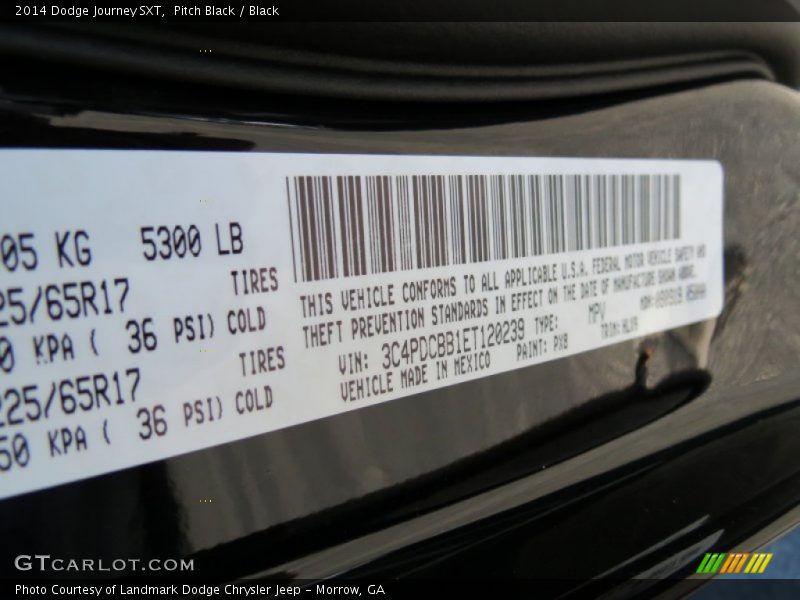 2014 Dodge Journey SXT,  Pitch Black / Black
05 KG 5300 LB
25/65R17 TIRES
0 KPA ( 36 PSI) COLD
225/65R17 TIRES
50 KPA ( 36 PSI) COLD
THIS VEHICLE CONFORMS TO ALL APPLICABLE U.S.A. FEDERAL MOTOR VEHICLE SAFETY AND
THEFT PREVENTION STANDARDS IN EFFECT ON THE DATE OF MANUFACTURE SHOWN ABOVE.
VIN: 3C4PDCBB1ET120239 TYPE: MPV
VEHICLE MADE IN MEXICO PAINT: PX8 TRIM:
GTCARLOT.COM
Photo Courtesy of Landmark Dodge Chrysler Jeep - Morrow, GA